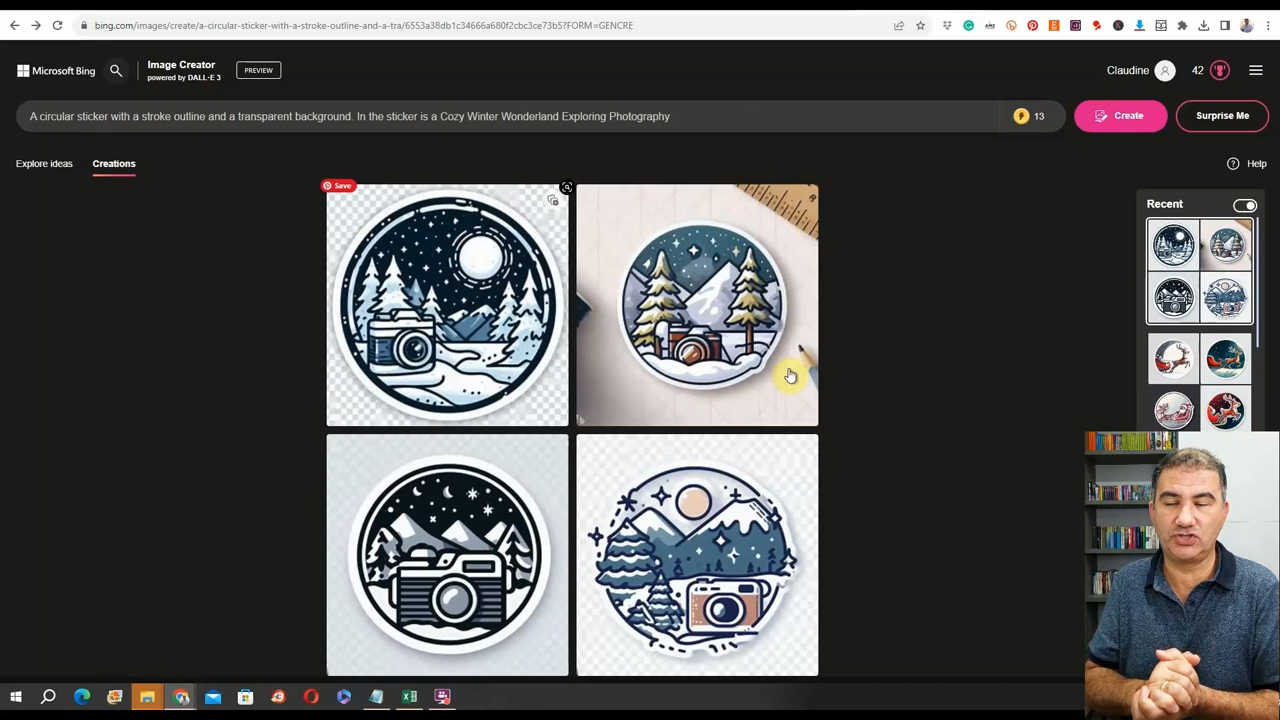 bing.com/images/create/a-circular-sticker-with-a-stroke-outline-and-a-tra/6553a38db1c34666a680f2cbc3ce73b5?FORM=GENCRE
Microsoft Bing
Image Creator
powered by DALL·E 3
PREVIEW
Claudine
42
A circular sticker with a stroke outline and a transparent background. In the sticker is a Cozy Winter Wonderland Exploring Photography
13
Create
Surprise Me
Explore ideas
Creations
Help
Save
Recent